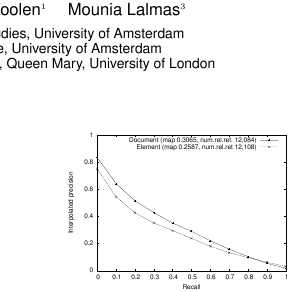 Koolen¹ Mounia Lalmas³
dies, University of Amsterdam
e, University of Amsterdam
, Queen Mary, University of London
Document (map 0.3065, num.rel.ret. 12,084)
Element (map 0.2587, num.rel.ret 12,108)
1
0.8
0.6
0.4
0.2
0
Interpolated precision
0 0.1 0.2 0.3 0.4 0.5 0.6 0.7 0.8 0.9 1
Recall